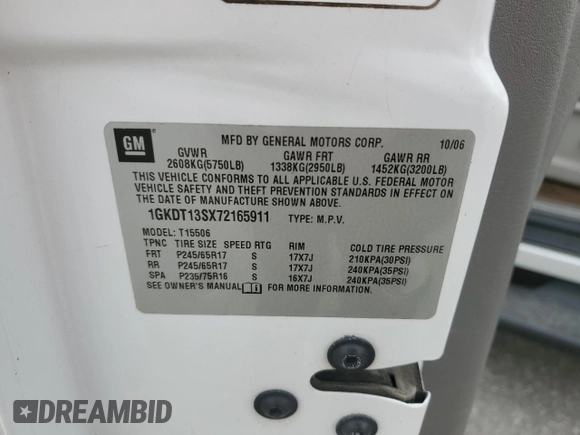 GM
MFD BY GENERAL MOTORS CORP. 10/06
GVWR GAWR FRT GAWR RR
2608KG(5750LB) 1338KG(2950LB) 1452KG(3200LB)
THIS VEHICLE CONFORMS TO ALL APPLICABLE U.S. FEDERAL MOTOR
VEHICLE SAFETY AND THEFT PREVENTION STANDARDS IN EFFECT ON
THE DATE OF MANUFACTURE SHOWN ABOVE.
1GKDT13SX72165911 TYPE: M.P.V.
MODEL: T15506
TPNC TIRE SIZE SPEED RTG RIM COLD TIRE PRESSURE
FRT P245/65R17 S 17X7J 210KPA(30PSI)
RR P245/65R17 S 17X7J 240KPA(35PSI)
SPA P235/75R16 S 16X7J 240KPA(35PSI)
SEE OWNER'S MANUAL FOR MORE INFORMATION.
DREAMBID